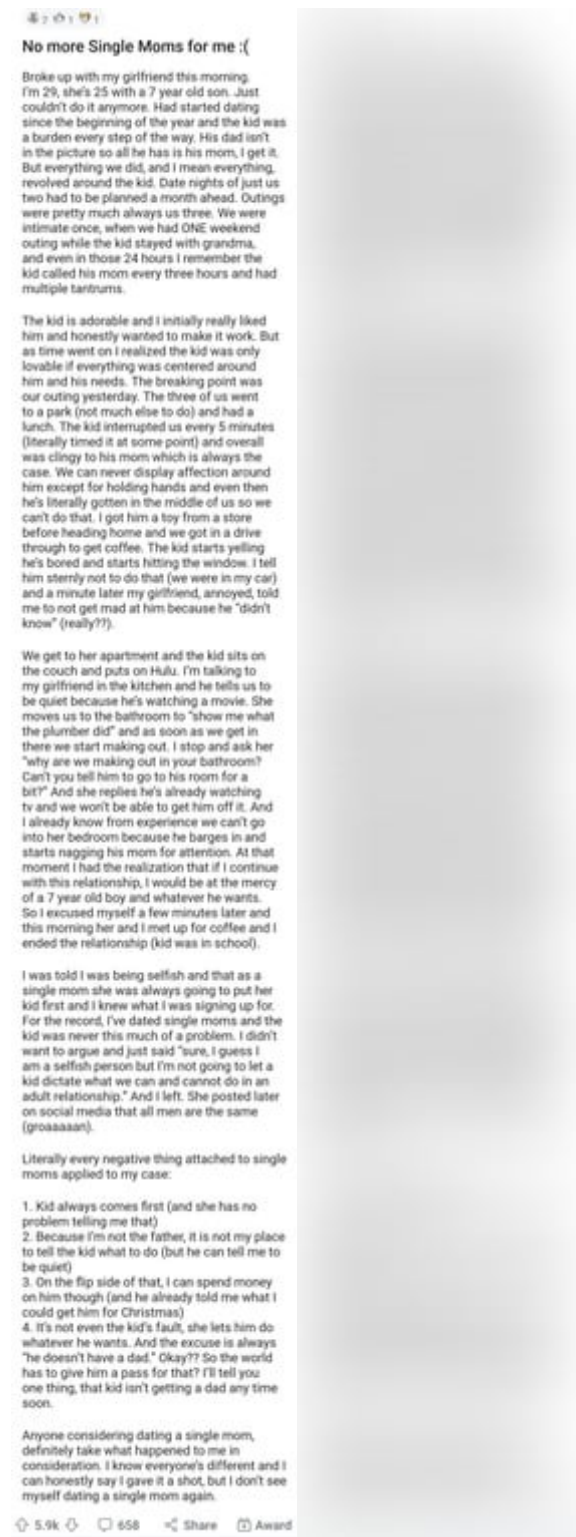 7 1 1
No more Single Moms for me :(
Broke up with my girlfriend this morning.
I'm 29, she's 25 with a 7 year old son. Just
couldn't do it anymore. Had started dating
since the beginning of the year and the kid was
a burden every step of the way. His dad isn't
in the picture so all he has is his mom, I get it.
But everything we did, and I mean everything,
revolved around the kid. Date nights of just us
two had to be planned a month ahead. Outings
were pretty much always us three. We were
intimate once, when we had ONE weekend
outing while the kid stayed with grandma,
and even in those 24 hours I remember the
kid called his mom every three hours and had
multiple tantrums.
The kid is adorable and I initially really liked
him and honestly wanted to make it work. But
as time went on I realized the kid was only
lovable if everything was centered around
him and his needs. The breaking point was
our outing yesterday. The three of us went
to a park (not much else to do) and had a
lunch. The kid interrupted us every 5 minutes
(literally timed it at some point) and overall
was clingy to his mom which is always the
case. We can never display affection around
him except for holding hands and even then
he's literally gotten in the middle of us so we
can't do that. I got him a toy from a store
before heading home and we got in a drive
through to get coffee. The kid starts yelling
he's bored and starts hitting the window. I tell
him sternly not to do that (we were in my car)
and a minute later my girlfriend, annoyed, told
me to not get mad at him because he "didn't
know" (really??).
We get to her apartment and the kid sits on
the couch and puts on Hulu. I'm talking to
my girlfriend in the kitchen and he tells us to
be quiet because he's watching a movie. She
moves us to the bathroom to "show me what
the plumber did" and as soon as we get in
there we start making out. I stop and ask her
"why are we making out in your bathroom?
Can't you tell him to go to his room for a
bit?" And she replies he's already watching
tv and we won't be able to get him off it. And
I already know from experience we can't go
into her bedroom because he barges in and
starts nagging his mom for attention. At that
moment I had the realization that if I continue
with this relationship, I would be at the mercy
of a 7 year old boy and whatever he wants.
So I excused myself a few minutes later and
this morning her and I met up for coffee and I
ended the relationship (kid was in school).
I was told I was being selfish and that as a
single mom she was always going to put her
kid first and I knew what I was signing up for.
For the record, I've dated single moms and the
kid was never this much of a problem. I didn't
want to argue and just said "sure, I guess I
am a selfish person but I'm not going to let a
kid dictate what we can and cannot do in an
adult relationship." And I left. She posted later
on social media that all men are the same
(groaaaaan).
Literally every negative thing attached to single
moms applied to my case:
1. Kid always comes first (and she has no
problem telling me that)
2. Because I'm not the father, it is not my place
to tell the kid what to do (but he can tell me to
be quiet)
3. On the flip side of that, I can spend money
on him though (and he already told me what I
could get him for Christmas)
4. It's not even the kid's fault, she lets him do
whatever he wants. And the excuse is always
"he doesn't have a dad." Okay?? So the world
has to give him a pass for that? I'll tell you
one thing, that kid isn't getting a dad any time
soon.
Anyone considering dating a single mom,
definitely take what happened to me in
consideration. I know everyone's different and I
can honestly say I gave it a shot, but I don't see
myself dating a single mom again.
5.9k 658 Share Award